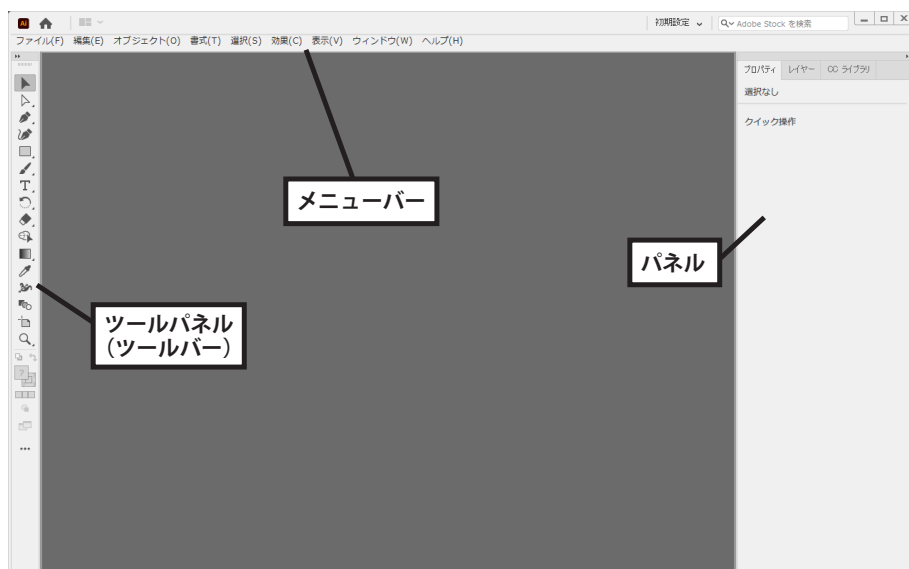 Ai
初期設定
Adobe Stock を検索
ファイル(F) 編集(E) オブジェクト(O) 書式(T) 選択(S) 効果(C) 表示(V) ウィンドウ(W) ヘルプ(H)
プロパティ レイヤー CC ライブラリ
選択なし
クイック操作
メニューバー
パネル
ツールパネル
（ツールバー）
T
?